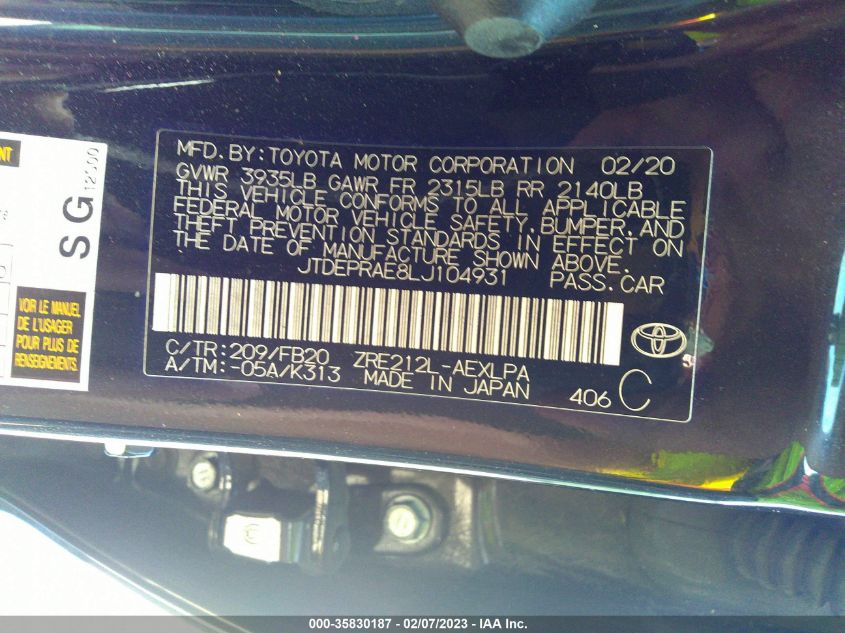 MFD.BY:TOYOTA MOTOR CORPORATION 02/20
GVWR 3935LB GAWR FR 2315LB RR 2140LB
THIS VEHICLE CONFORMS TO ALL APPLICABLE
FEDERAL MOTOR VEHICLE SAFETY,BUMPER,AND
THEFT PREVENTION STANDARDS IN EFFECT ON
THE DATE OF MANUFACTURE SHOWN ABOVE.
JTDEPRAE8LJ104931 PASS.CAR
C/TR:209/FB20 ZRE212L-AEXLPA
A/TM:-05A/K313 MADE IN JAPAN 406 C
SG
VOIR LE MANUEL
DE L'USAGER
POUR PLUS DE
RENSEIGNEMENTS
000-35830187 - 02/07/2023 - IAA Inc.